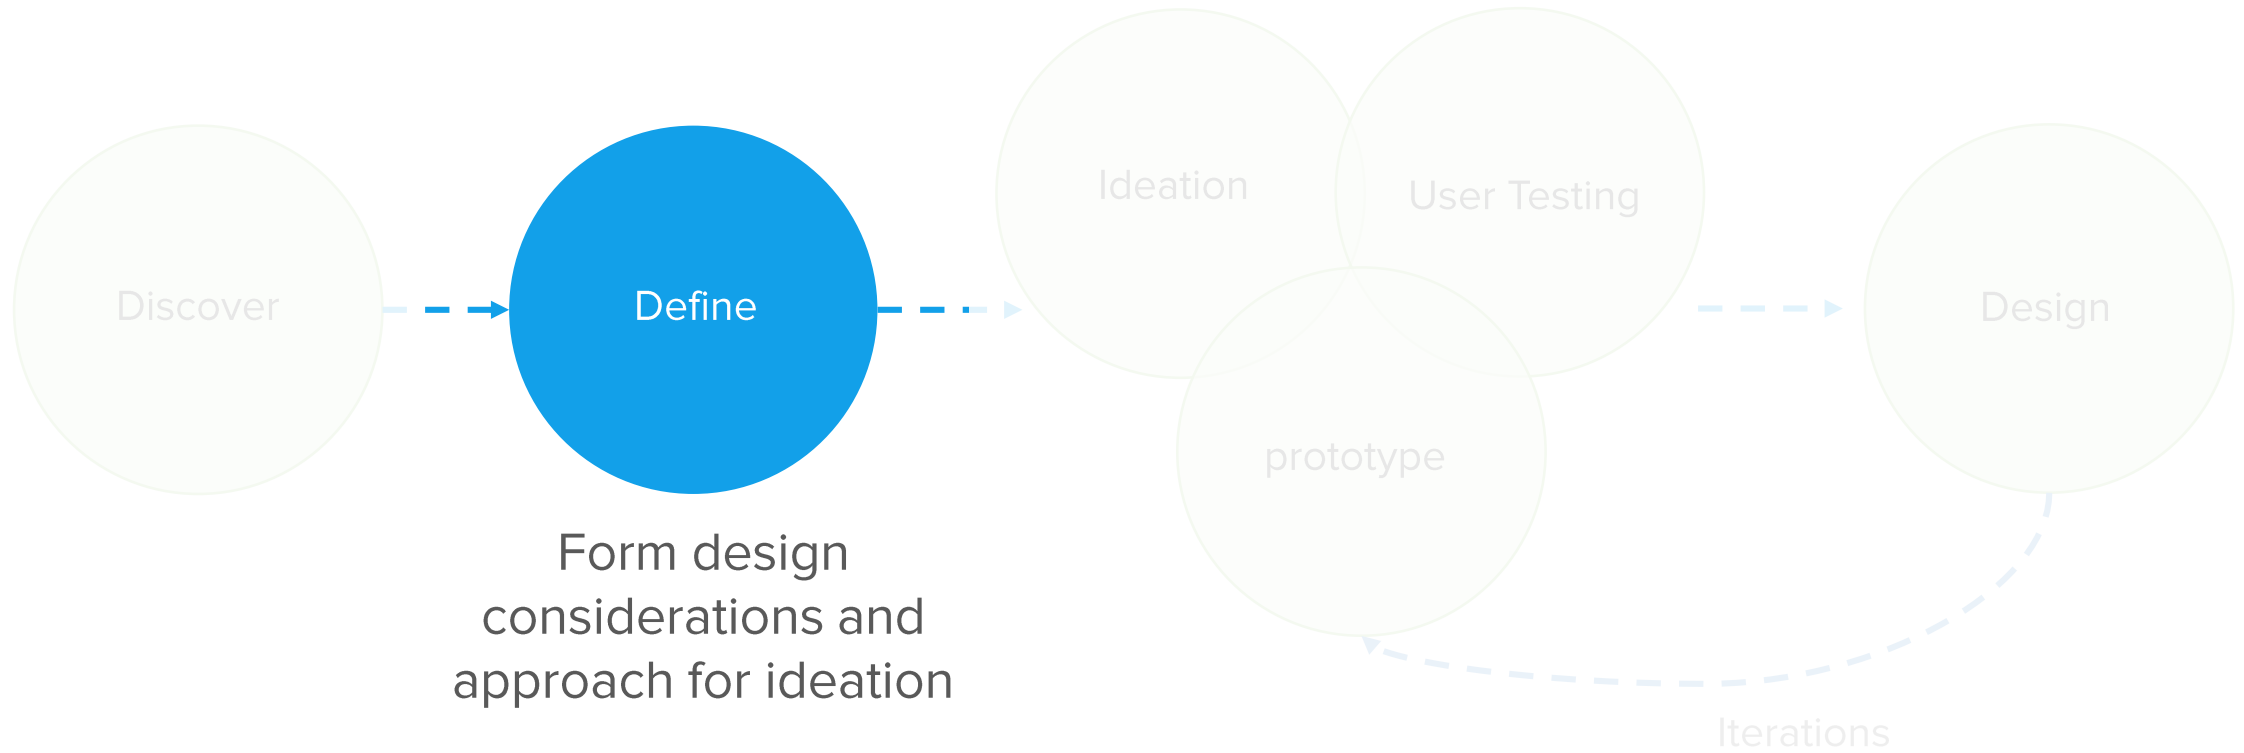 Discover
Define
Ideation
User Testing
prototype
Design
Form design
considerations and
approach for ideation
Iterations